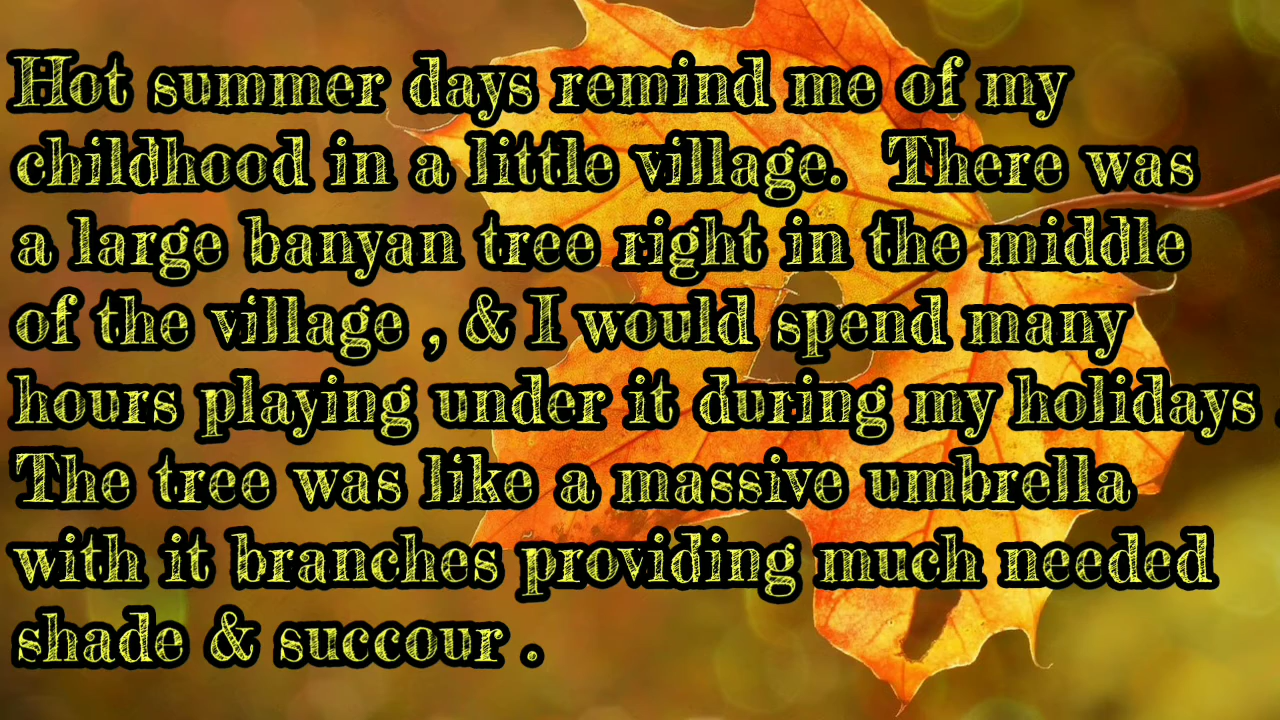 Hot summer days remind me of my
childhood in a little village.  There was
a large banyan tree right in the middle
of the village , & I would spend many
hours playing under it during my holidays .
The tree was like a massive umbrella
with it branches providing much needed
shade & succour .